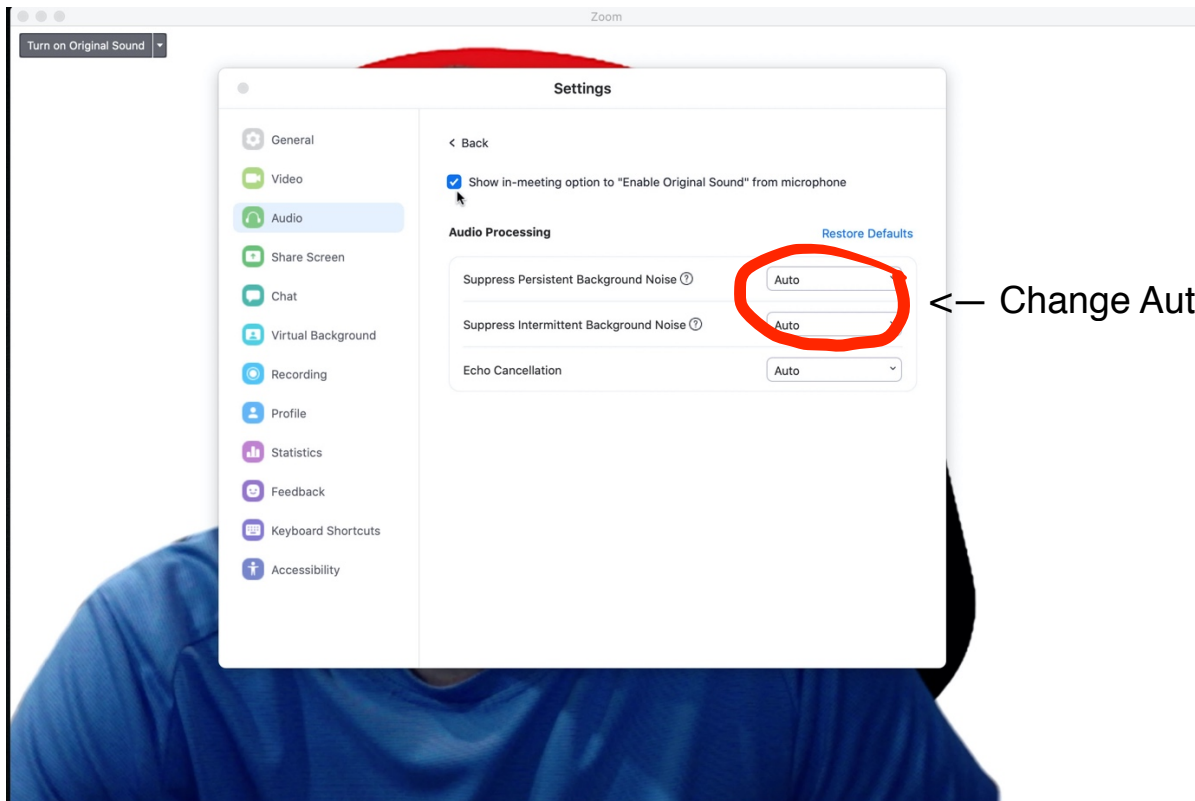 Zoom
Turn on Original Sound
Settings
General
Video
Audio
Share Screen
Chat
Virtual Background
Recording
Profile
Statistics
Feedback
Keyboard Shortcuts
Accessibility
< Back
Show in-meeting option to "Enable Original Sound" from microphone
Audio Processing Restore Defaults
Suppress Persistent Background Noise ? Auto
Suppress Intermittent Background Noise ? Auto
Echo Cancellation Auto
<— Change Aut